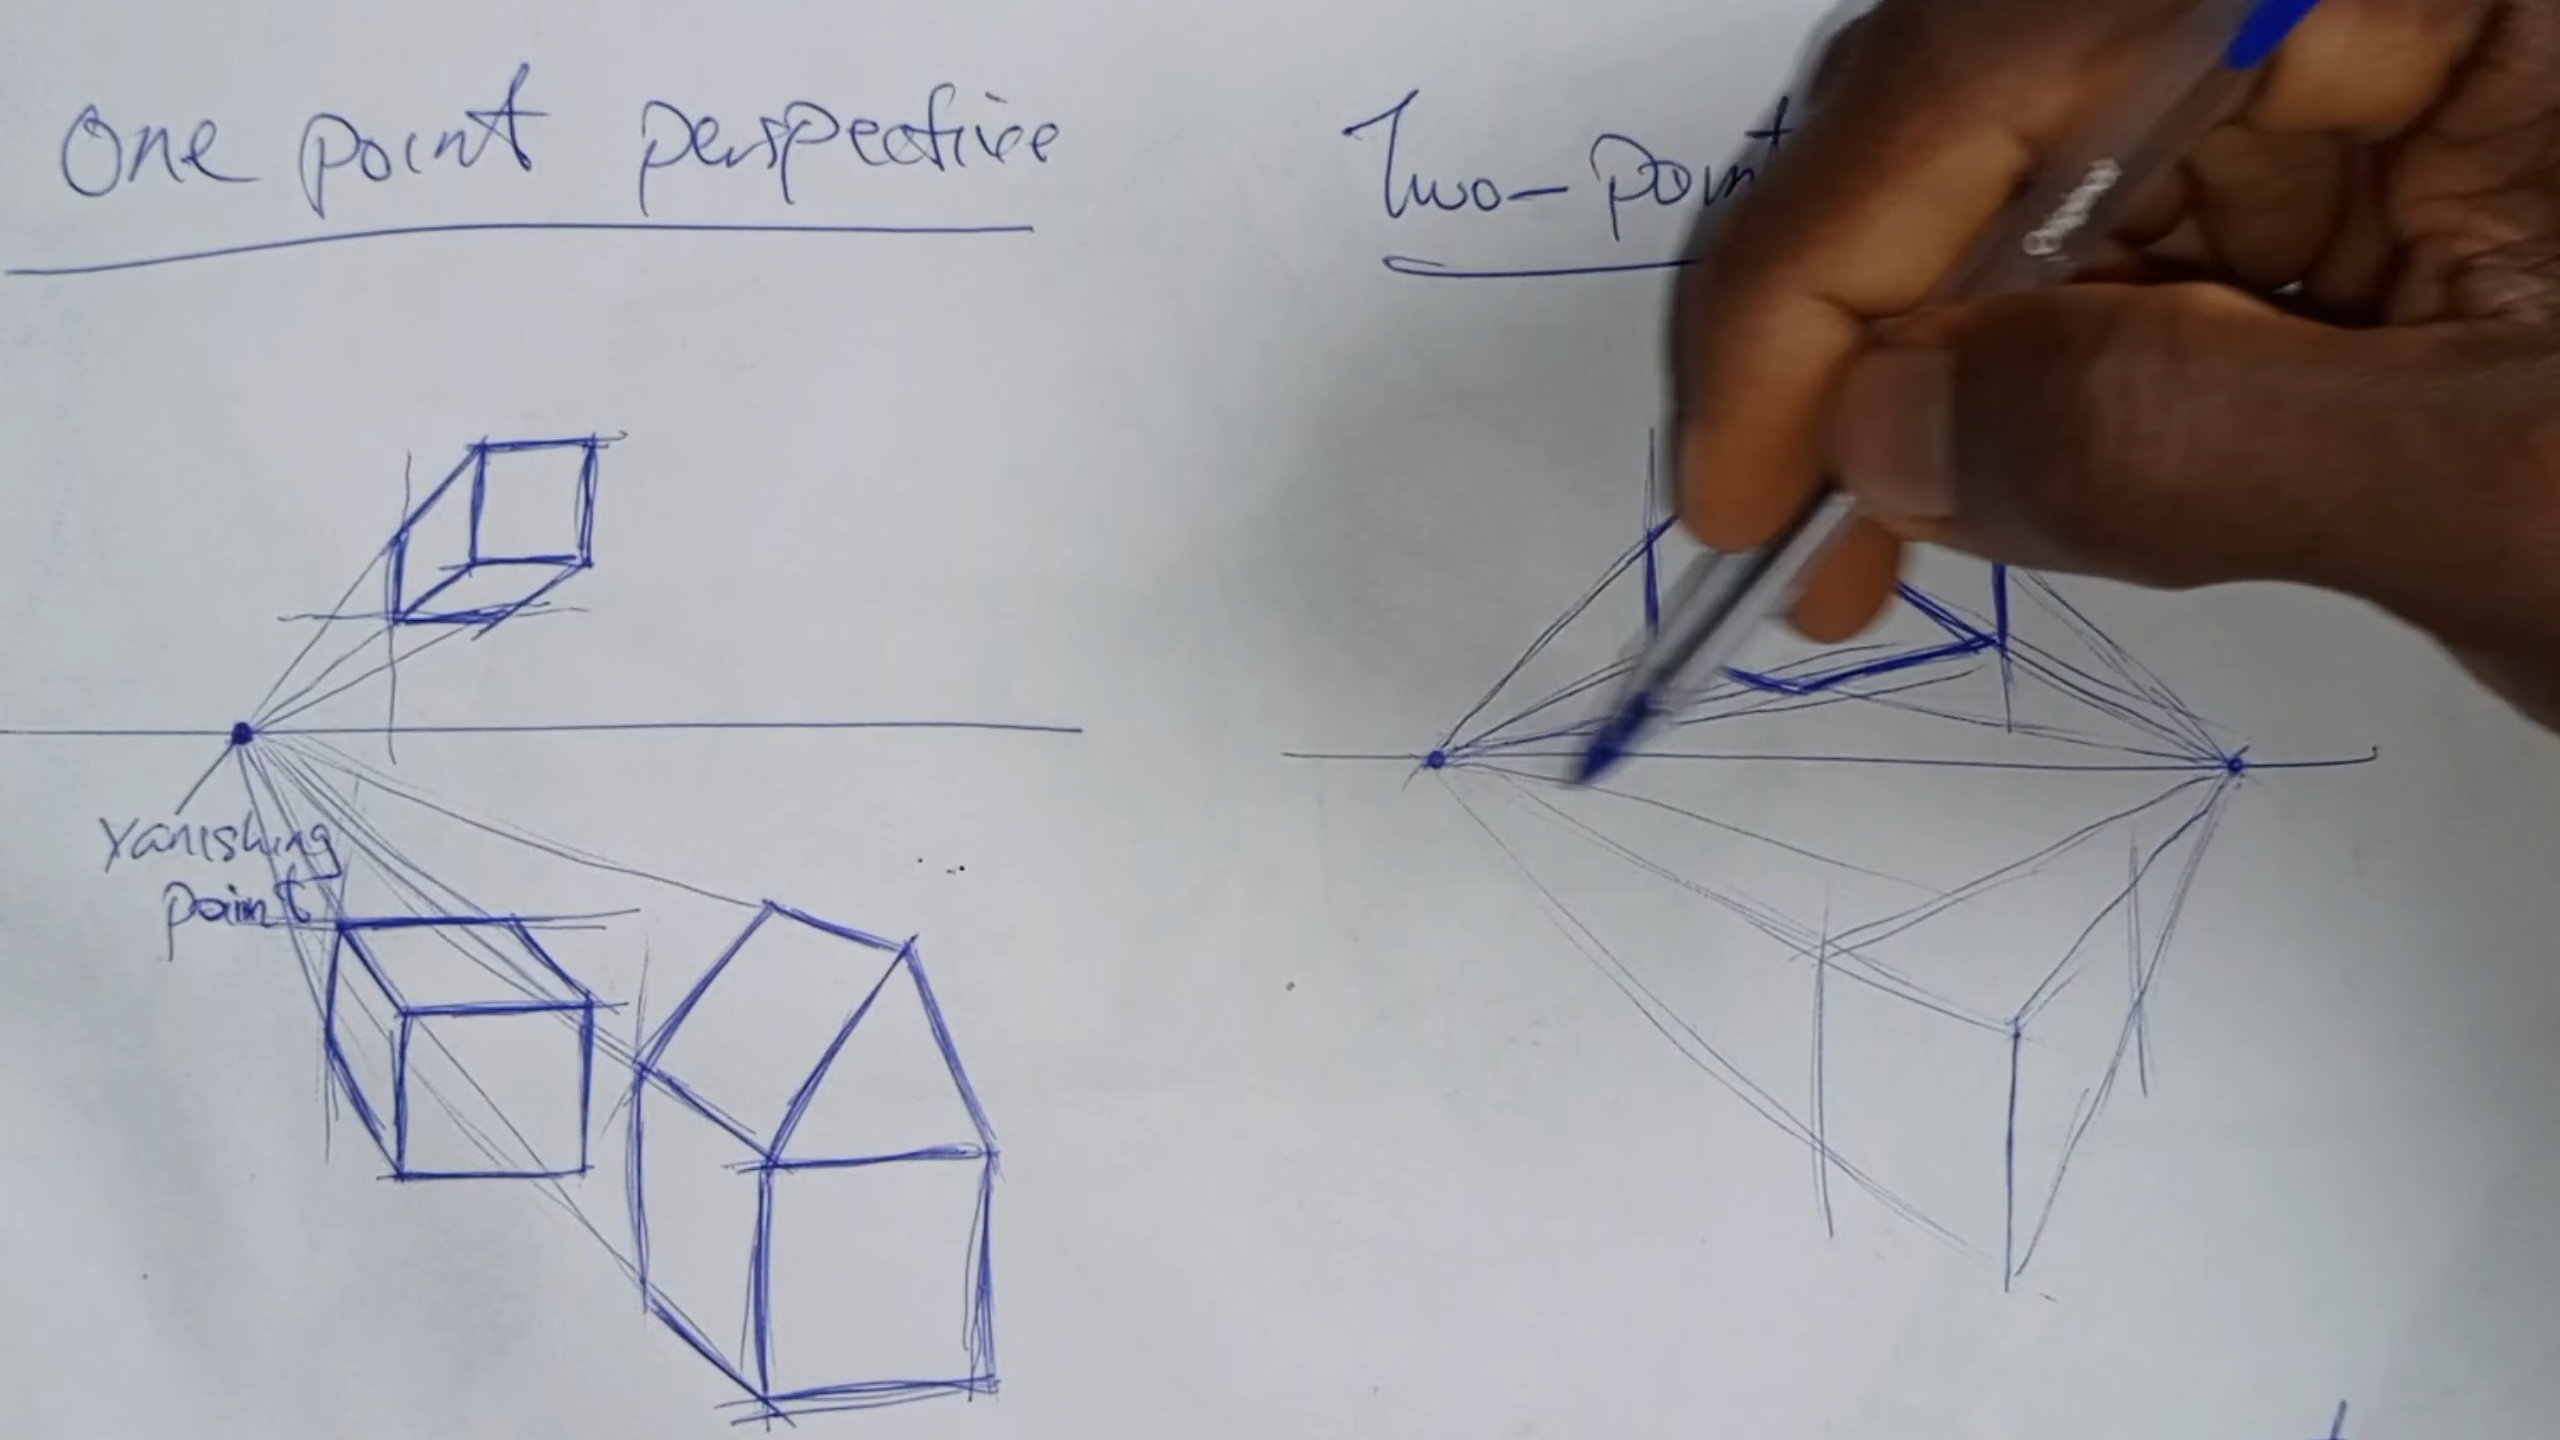 One point perspective
Two-point
Vanishing
point